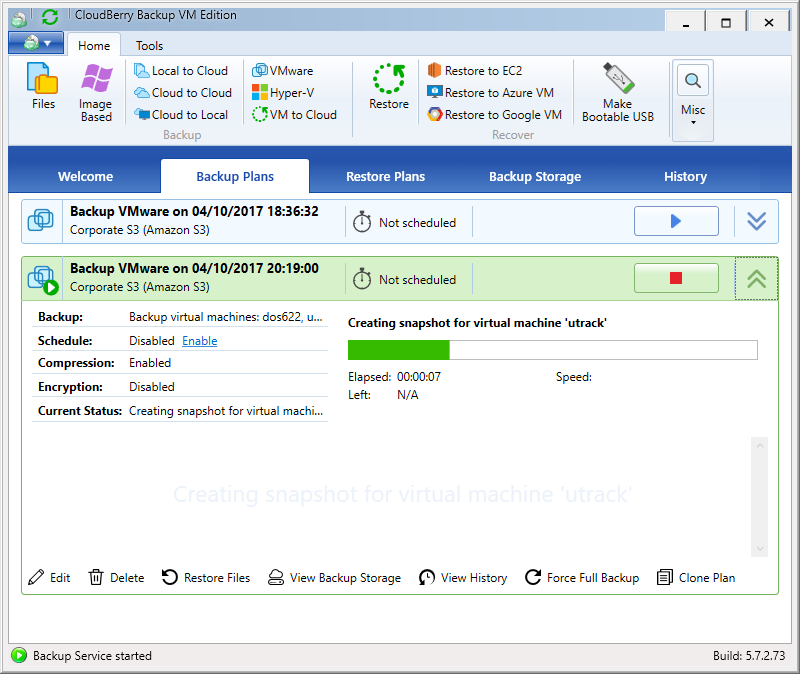 CloudBerry Backup VM Edition
Home
Tools
Files
Image Based
Local to Cloud
Cloud to Cloud
Cloud to Local
Backup
VMware
Hyper-V
VM to Cloud
Restore
Restore to EC2
Restore to Azure VM
Restore to Google VM
Recover
Make Bootable USB
Misc
Welcome
Backup Plans
Restore Plans
Backup Storage
History
Backup VMware on 04/10/2017 18:36:32
Corporate S3 (Amazon S3)
Not scheduled
Backup VMware on 04/10/2017 20:19:00
Corporate S3 (Amazon S3)
Not scheduled
Backup: Backup virtual machines: dos622, u...
Schedule: Disabled Enable
Compression: Enabled
Encryption: Disabled
Current Status: Creating snapshot for virtual machi...
Creating snapshot for virtual machine 'utrack'
Elapsed: 00:00:07 Speed:
Left: N/A
Creating snapshot for virtual machine 'utrack'
Edit
Delete
Restore Files
View Backup Storage
View History
Force Full Backup
Clone Plan
Backup Service started
Build: 5.7.2.73